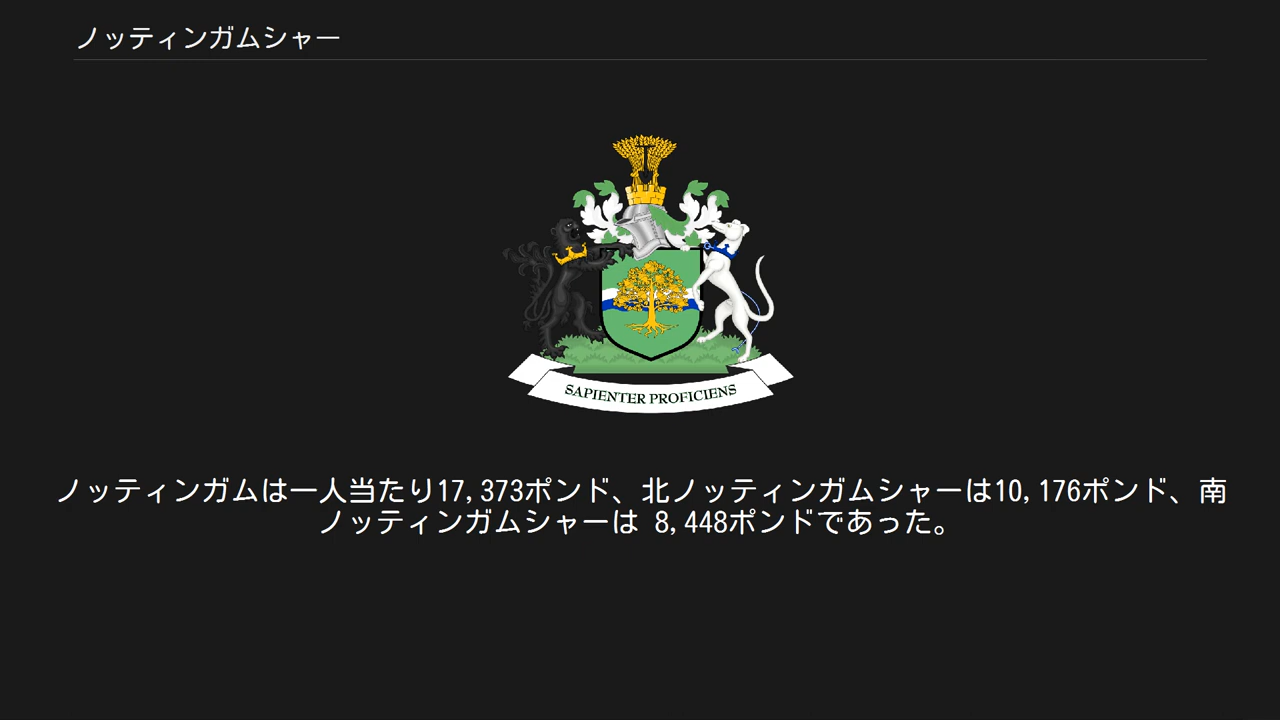 ノッティンガムシャー
SAPIENTER PROFICIENS
ノッティンガムは一人当たり17,373ポンド、北ノッティンガムシャーは10,176ポンド、南
ノッティンガムシャーは 8,448ポンドであった。